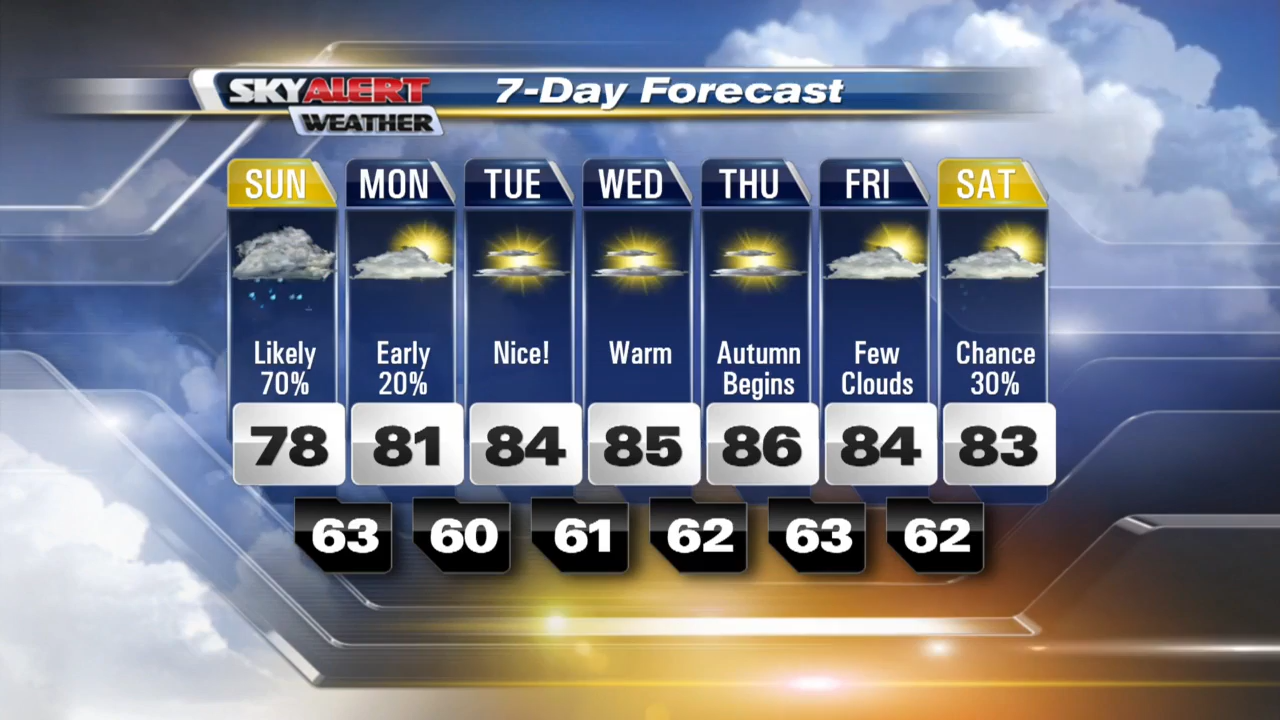 SKYALERT
WEATHER
7-Day Forecast
SUN MON TUE WED THU FRI SAT
Likely
70%
Early
20%
Nice!
Warm
Autumn
Begins
Few
Clouds
Chance
30%
78 81 84 85 86 84 83
63 60 61 62 63 62